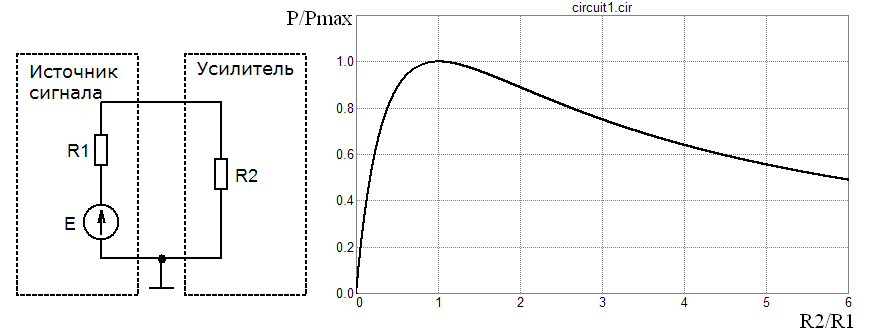 Источник
сигнала
Усилитель
R1
R2
E
circuit1.cir
P/Pmax
1.0
0.8
0.6
0.4
0.2
0.0
0 1 2 3 4 5 6
R2/R1